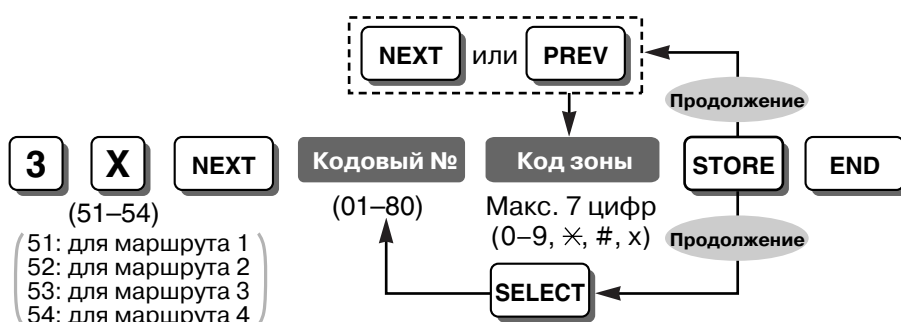 NEXT или PREV
Продолжение
3 X NEXT Кодовый № Код зоны STORE END
(51–54) (01–80) Макс. 7 цифр
(0–9, ✳, #, x)
Продолжение
51: для маршрута 1
52: для маршрута 2
53: для маршрута 3
54: для маршрута 4
SELECT